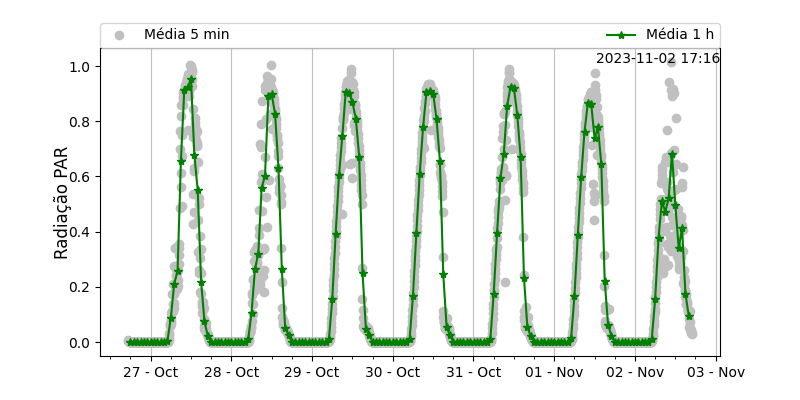 Média 5 min
Média 1 h
2023-11-02 17:16
1.0
0.8
0.6
0.4
0.2
0.0
Radiação PAR
27 - Oct
28 - Oct
29 - Oct
30 - Oct
31 - Oct
01 - Nov
02 - Nov
03 - Nov